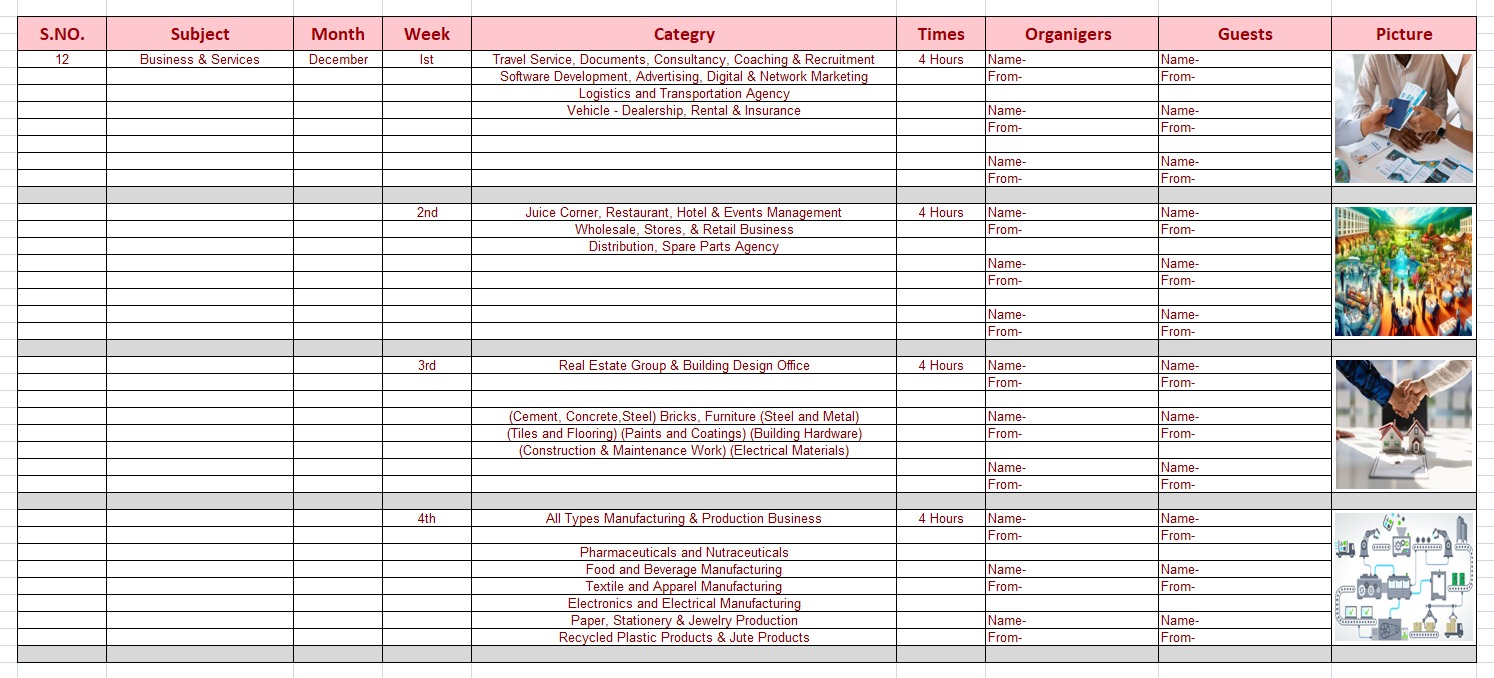 S.NO. Subject Month Week Categry Times Organigers Guests Picture
12 Business & Services December Ist Travel Service, Documents, Consultancy, Coaching & Recruitment 4 Hours Name- Name-
Software Development, Advertising, Digital & Network Marketing From- From-
Logistics and Transportation Agency
Vehicle - Dealership, Rental & Insurance Name- Name-
From- From-
Name- Name-
From- From-
2nd Juice Corner, Restaurant, Hotel & Events Management 4 Hours Name- Name-
Wholesale, Stores, & Retail Business From- From-
Distribution, Spare Parts Agency
Name- Name-
From- From-
Name- Name-
From- From-
3rd Real Estate Group & Building Design Office 4 Hours Name- Name-
From- From-
(Cement, Concrete,Steel) Bricks, Furniture (Steel and Metal) Name- Name-
(Tiles and Flooring) (Paints and Coatings) (Building Hardware) From- From-
(Construction & Maintenance Work) (Electrical Materials)
Name- Name-
From- From-
4th All Types Manufacturing & Production Business 4 Hours Name- Name-
From- From-
Pharmaceuticals and Nutraceuticals
Food and Beverage Manufacturing Name- Name-
Textile and Apparel Manufacturing From- From-
Electronics and Electrical Manufacturing
Paper, Stationery & Jewelry Production Name- Name-
Recycled Plastic Products & Jute Products From- From-